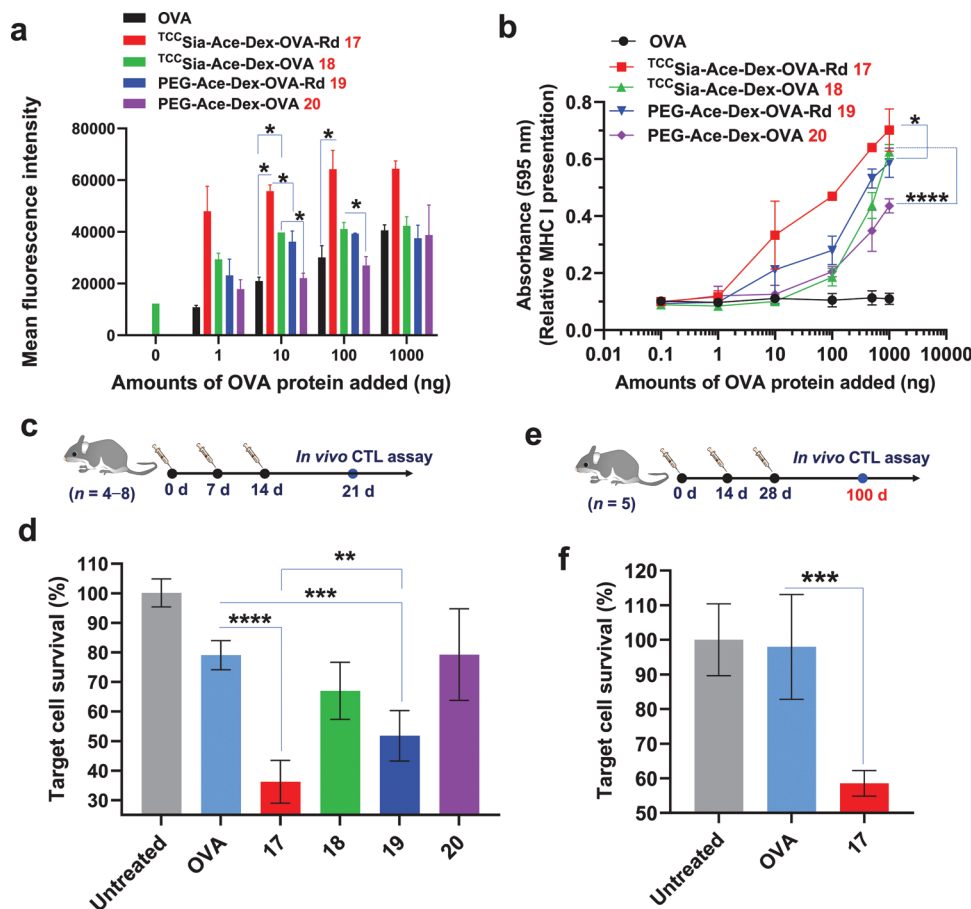 a
OVA
TCCSia-Ace-Dex-OVA-Rd 17
TCCSia-Ace-Dex-OVA 18
PEG-Ace-Dex-OVA-Rd 19
PEG-Ace-Dex-OVA 20
Mean fluorescence intensity
80000
60000
40000
20000
0
* * * * *
0 1 10 100 1000
Amounts of OVA protein added (ng)
b
OVA
TCCSia-Ace-Dex-OVA-Rd 17
TCCSia-Ace-Dex-OVA 18
PEG-Ace-Dex-OVA-Rd 19
PEG-Ace-Dex-OVA 20
Absorbance (595 nm)
(Relative MHC I presentation)
0.8
0.6
0.4
0.2
0.0
*
****
0.01 0.1 1 10 100 1000 10000
Amounts of OVA protein added (ng)
c
In vivo CTL assay
(n = 4–8)
0 d 7 d 14 d 21 d
e
In vivo CTL assay
(n = 5)
0 d 14 d 28 d 100 d
d
Target cell survival (%)
110
100
90
80
70
60
50
40
30
**
***
****
Untreated OVA 17 18 19 20
f
Target cell survival (%)
120
110
100
90
80
70
60
50
***
Untreated OVA 17